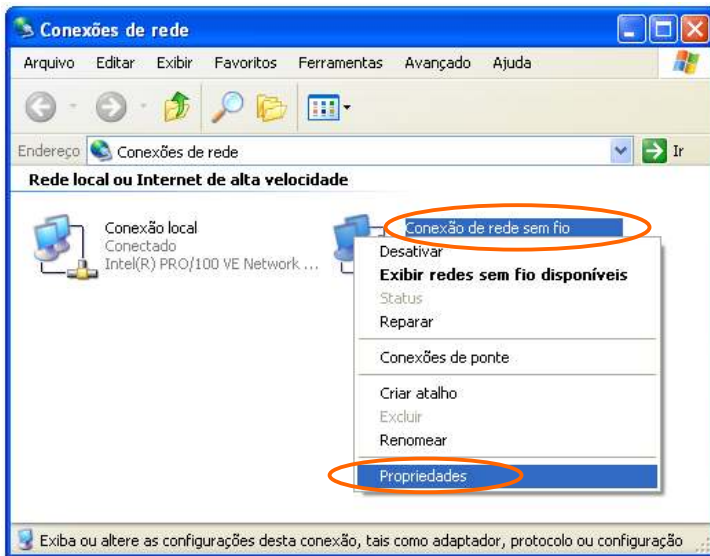 Conexões de rede
Arquivo Editar Exibir Favoritos Ferramentas Avançado Ajuda
Endereço Conexões de rede Ir
Rede local ou Internet de alta velocidade
Conexão local
Conectado
Intel(R) PRO/100 VE Network ...
Conexão de rede sem fio
Desativar
Exibir redes sem fio disponíveis
Status
Reparar
Conexões de ponte
Criar atalho
Excluir
Renomear
Propriedades
Exiba ou altere as configurações desta conexão, tais como adaptador, protocolo ou configuração